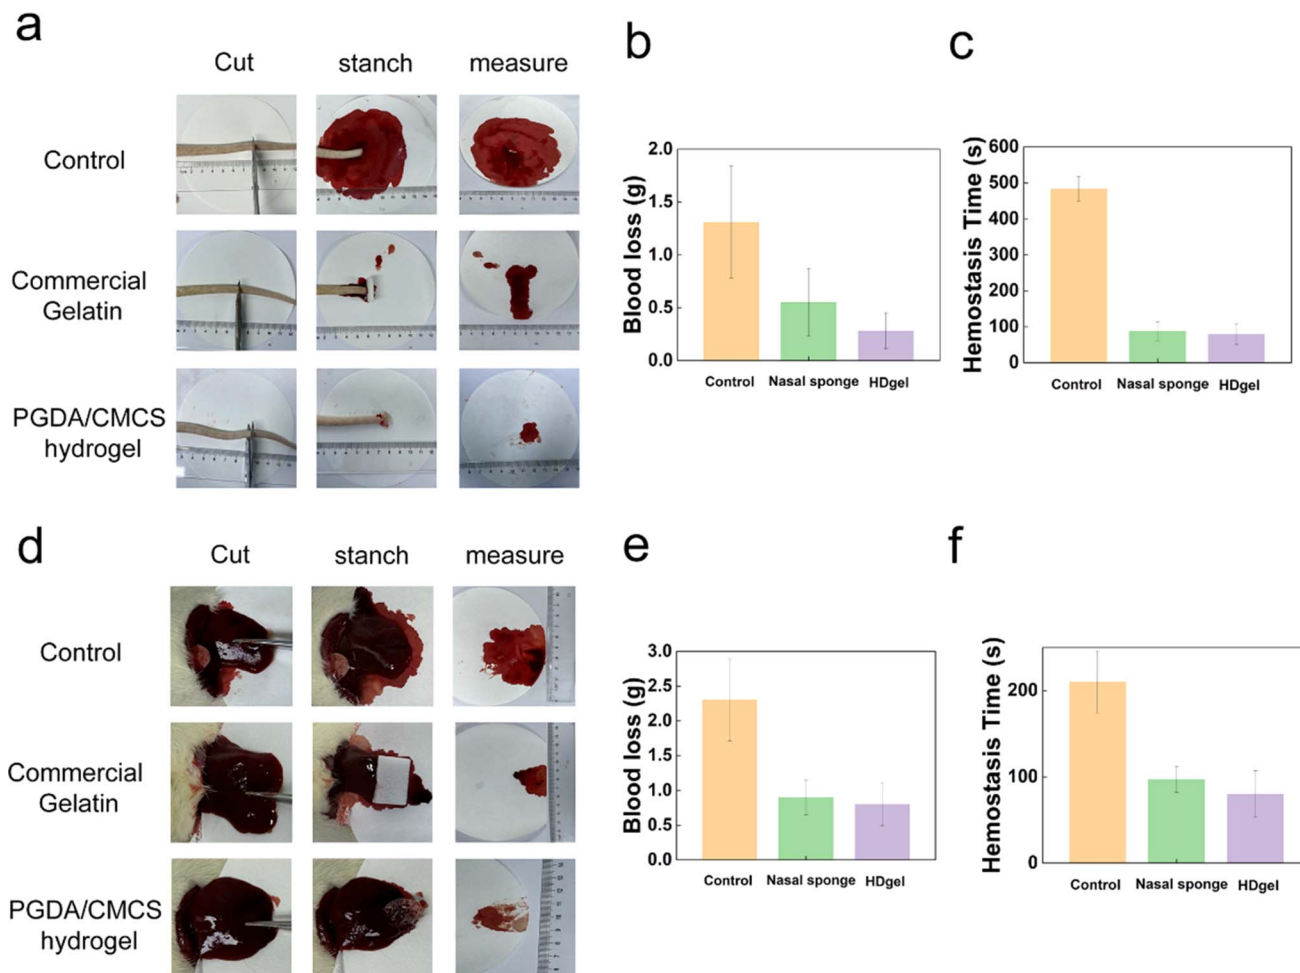 a
Cut stanch measure
Control
Commercial
Gelatin
PGDA/CMCS
hydrogel
b
Blood loss (g)
2.0
1.5
1.0
0.5
0.0
Control Nasal sponge HDgel
c
Hemostasis Time (s)
600
500
400
300
200
100
0
Control Nasal sponge HDgel
d
Cut stanch measure
Control
Commercial
Gelatin
PGDA/CMCS
hydrogel
e
Blood loss (g)
3.0
2.5
2.0
1.5
1.0
0.5
0.0
Control Nasal sponge HDgel
f
Hemostasis Time (s)
200
100
0
Control Nasal sponge HDgel